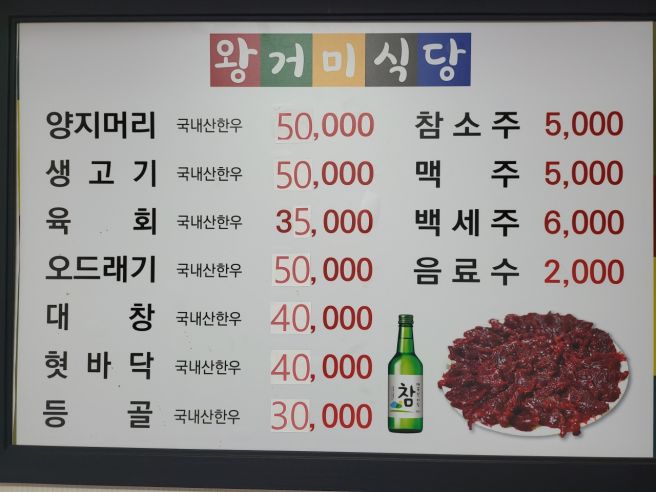 왕거미식당
양지머리 국내산한우 50,000
생고기 국내산한우 50,000
육회 국내산한우 35,000
오드래기 국내산한우 50,000
대창 국내산한우 40,000
혓바닥 국내산한우 40,000
등골 국내산한우 30,000
참소주 5,000
맥주 5,000
백세주 6,000
음료수 2,000
참